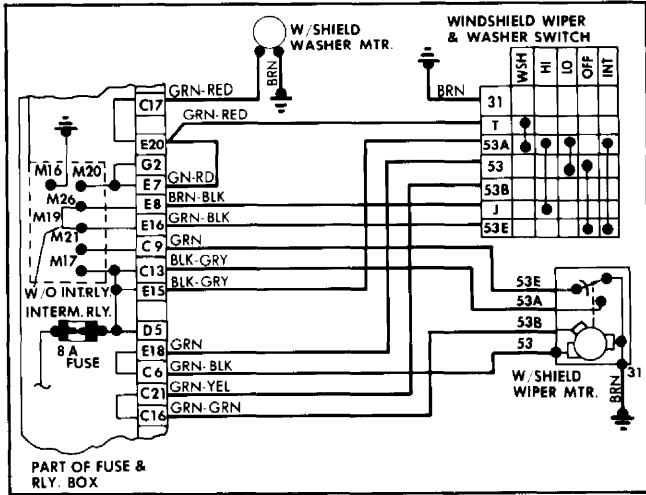 W/SHIELD
WASHER MTR.
WINDSHIELD WIPER
& WASHER SWITCH
WSH
HI
LO
OFF
INT
BRN
BRN
31
T
53A
53
53B
J
53E
C17
GRN-RED
GRN-RED
E20
G2
E7
GN-RD
E8
BRN-BLK
E16
GRN-BLK
C9
GRN
C13
BLK-GRY
E15
BLK-GRY
D5
E18
GRN
C6
GRN-BLK
C21
GRN-YEL
C16
GRN-GRN
M16
M20
M26
M19
M21
M17
W/O INT.RLY.
INTERM. RLY.
8 A
FUSE
53E
53A
53B
53
W/SHIELD
WIPER MTR.
31
BRN
PART OF FUSE &
RLY. BOX